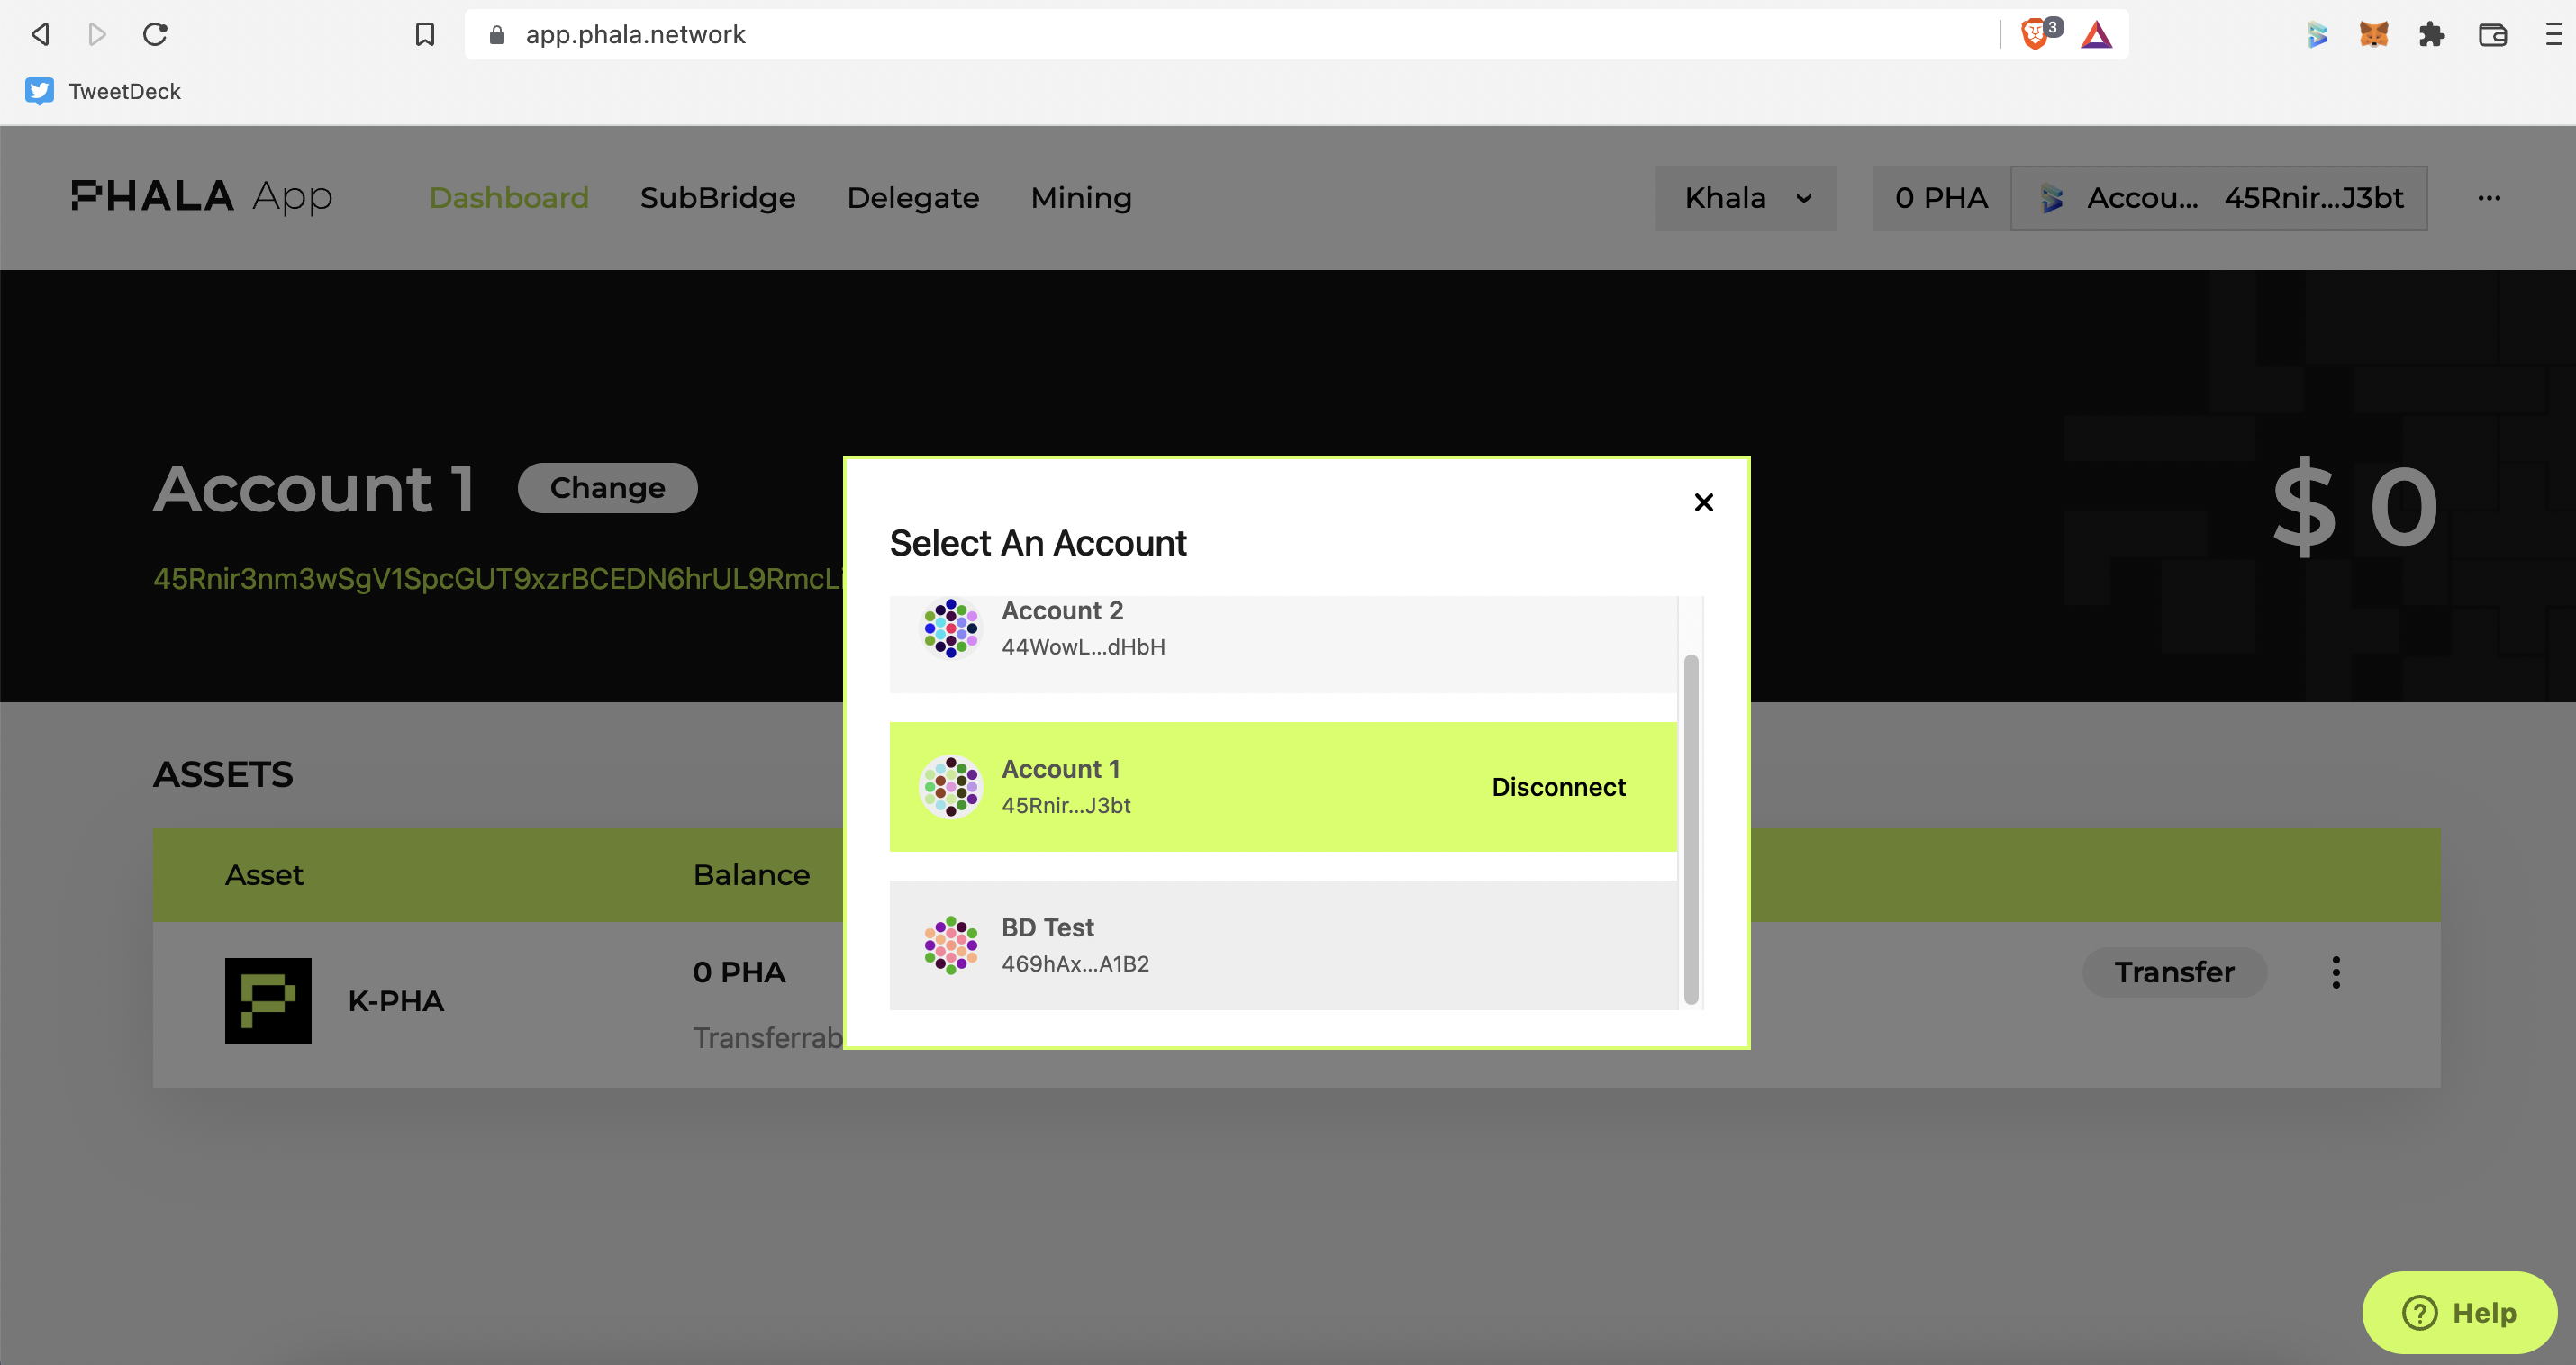 app.phala.network
3
TweetDeck
PHALA App
Dashboard
SubBridge
Delegate
Mining
Khala
0 PHA
Accou...
45Rnir...J3bt
...
Account 1
Change
$ 0
45Rnir3nm3wSgV1SpcGUT9xzrBCEDN6hrUL9RmcL
Select An Account
Account 2
44WowL...dHbH
Account 1
45Rnir...J3bt
Disconnect
BD Test
469hAx...A1B2
ASSETS
Asset
Balance
K-PHA
0 PHA
Transferrab
Transfer
? Help